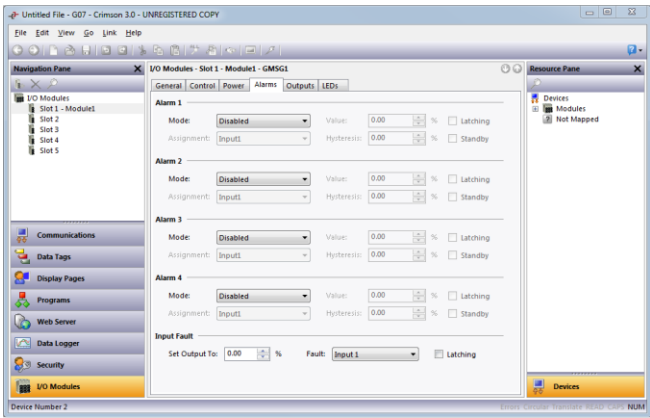 Untitled File - G07 - Crimson 3.0 - UNREGISTERED COPY
File Edit View Go Link Help
Navigation Pane
I/O Modules
Slot 1 - Module1
Slot 2
Slot 3
Slot 4
Slot 5
Communications
Data Tags
Display Pages
Programs
Web Server
Data Logger
Security
I/O Modules
I/O Modules - Slot 1 - Module1 - GMSG1
General Control Power Alarms Outputs LEDs
Alarm 1
Mode: Disabled Value: 0.00 % Latching
Assignment: Input1 Hysteresis: 0.00 % Standby
Alarm 2
Mode: Disabled Value: 0.00 % Latching
Assignment: Input1 Hysteresis: 0.00 % Standby
Alarm 3
Mode: Disabled Value: 0.00 % Latching
Assignment: Input1 Hysteresis: 0.00 % Standby
Alarm 4
Mode: Disabled Value: 0.00 % Latching
Assignment: Input1 Hysteresis: 0.00 % Standby
Input Fault
Set Output To: 0.00 % Fault: Input 1 Latching
Resource Pane
Devices
Modules
Not Mapped
Devices
Device Number 2
Errors Circular Translate READ CAPS NUM